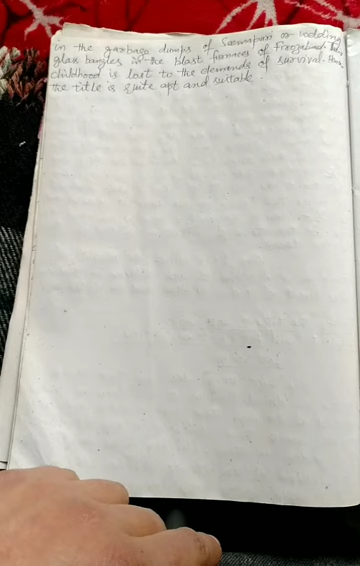 in the garbage dumps of Seemapuri or welding
glass bangles in the blast furnaces of Firozabad. Their
childhood is lost to the demands of survival. Thus,
the title is quite apt and suitable.